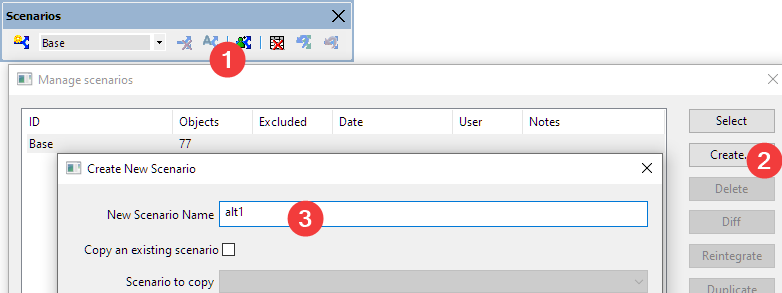 Scenarios
Base
1
Manage scenarios
ID Objects Excluded Date User Notes
Base 77
Select
Create...
2
Delete
Diff
Reintegrate
Duplicate
Create New Scenario
New Scenario Name alt1
3
Copy an existing scenario
Scenario to copy